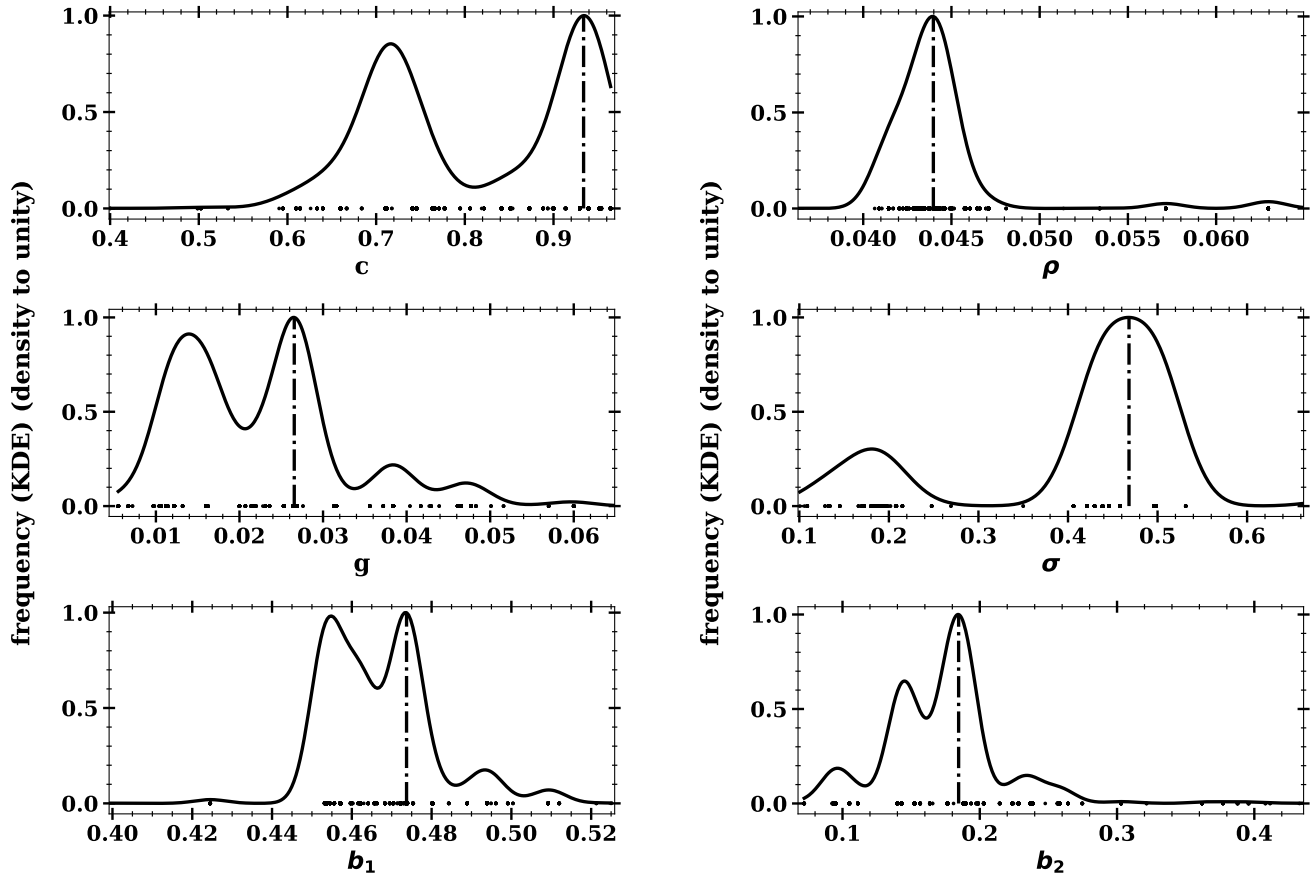 frequency (KDE) (density to unity)
1.0
0.5
0.0
0.4 0.5 0.6 0.7 0.8 0.9
c
1.0
0.5
0.0
0.01 0.02 0.03 0.04 0.05 0.06
g
1.0
0.5
0.0
0.40 0.42 0.44 0.46 0.48 0.50 0.52
b₁
frequency (KDE) (density to unity)
1.0
0.5
0.0
0.040 0.045 0.050 0.055 0.060
ρ
1.0
0.5
0.0
0.1 0.2 0.3 0.4 0.5 0.6
σ
1.0
0.5
0.0
0.1 0.2 0.3 0.4
b₂